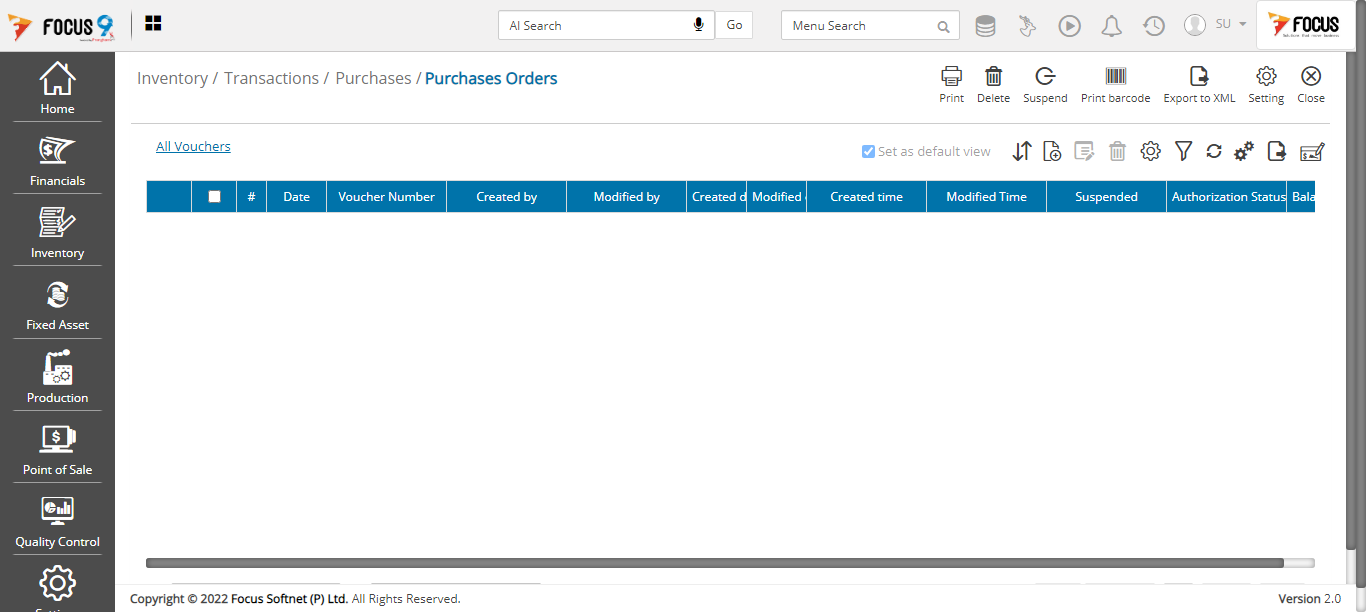 FOCUS 9
AI Search
Go
Menu Search
SU
FOCUS
Home
Financials
Inventory
Fixed Asset
Production
Point of Sale
Quality Control
Inventory / Transactions / Purchases / Purchases Orders
Print Delete Suspend Print barcode Export to XML Setting Close
All Vouchers
Set as default view
# Date Voucher Number Created by Modified by Created d Modified Created time Modified Time Suspended Authorization Status Bala
Copyright © 2022 Focus Softnet (P) Ltd. All Rights Reserved.
Version 2.0